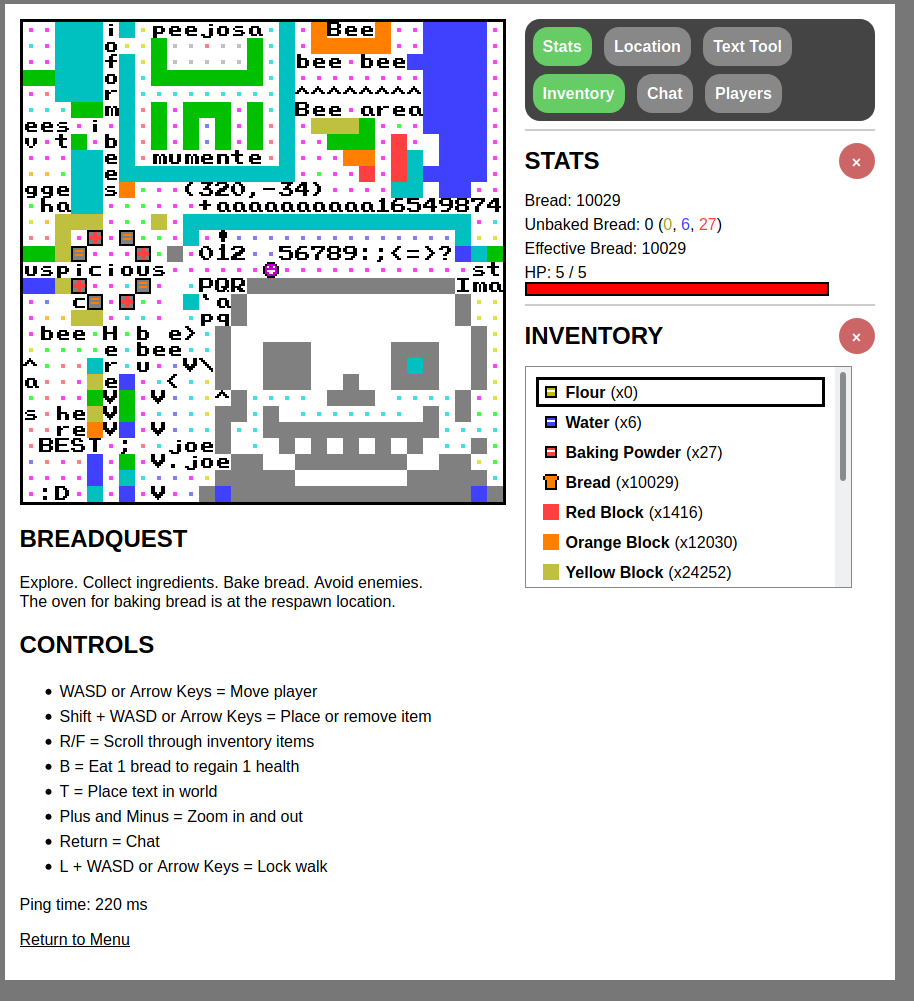 peejosa
Bee
bee bee
^^^^^^^^
Bee area
ees i
v t
mumente
gge
(320,-34)
ha
+aaaaaaaaaa16549874
!
012 56789:;<=>?
uspicious
st
PQR
Ima
c
`a
pq
bee H b e>
bee
^
r u V\
a
e <
V V ^
s he V
re V V
BEST ; joe
V.joe
:D V
BREADQUEST
Explore. Collect ingredients. Bake bread. Avoid enemies.
The oven for baking bread is at the respawn location.
CONTROLS
WASD or Arrow Keys = Move player
Shift + WASD or Arrow Keys = Place or remove item
R/F = Scroll through inventory items
B = Eat 1 bread to regain 1 health
T = Place text in world
Plus and Minus = Zoom in and out
Return = Chat
L + WASD or Arrow Keys = Lock walk
Ping time: 220 ms
Return to Menu
Stats Location Text Tool
Inventory Chat Players
STATS ×
Bread: 10029
Unbaked Bread: 0 (0, 6, 27)
Effective Bread: 10029
HP: 5 / 5
INVENTORY ×
Flour (x0)
Water (x6)
Baking Powder (x27)
Bread (x10029)
Red Block (x1416)
Orange Block (x12030)
Yellow Block (x24252)